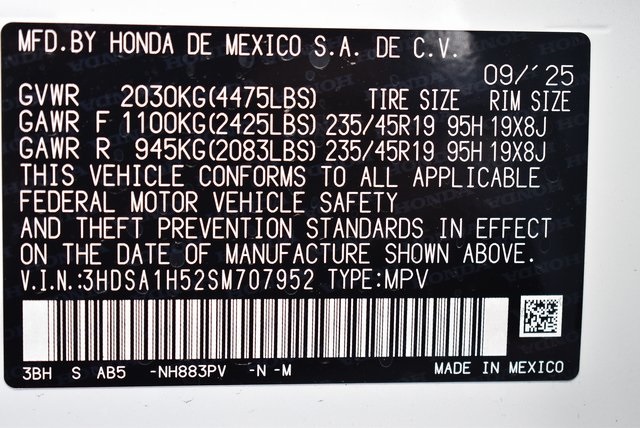 MFD.BY HONDA DE MEXICO S.A. DE C.V.
09/'25
GVWR 2030KG(4475LBS) TIRE SIZE RIM SIZE
GAWR F 1100KG(2425LBS) 235/45R19 95H 19X8J
GAWR R 945KG(2083LBS) 235/45R19 95H 19X8J
THIS VEHICLE CONFORMS TO ALL APPLICABLE
FEDERAL MOTOR VEHICLE SAFETY
AND THEFT PREVENTION STANDARDS IN EFFECT
ON THE DATE OF MANUFACTURE SHOWN ABOVE.
V.I.N.:3HDSA1H52SM707952 TYPE:MPV
3BH S AB5 -NH883PV -N -M MADE IN MEXICO